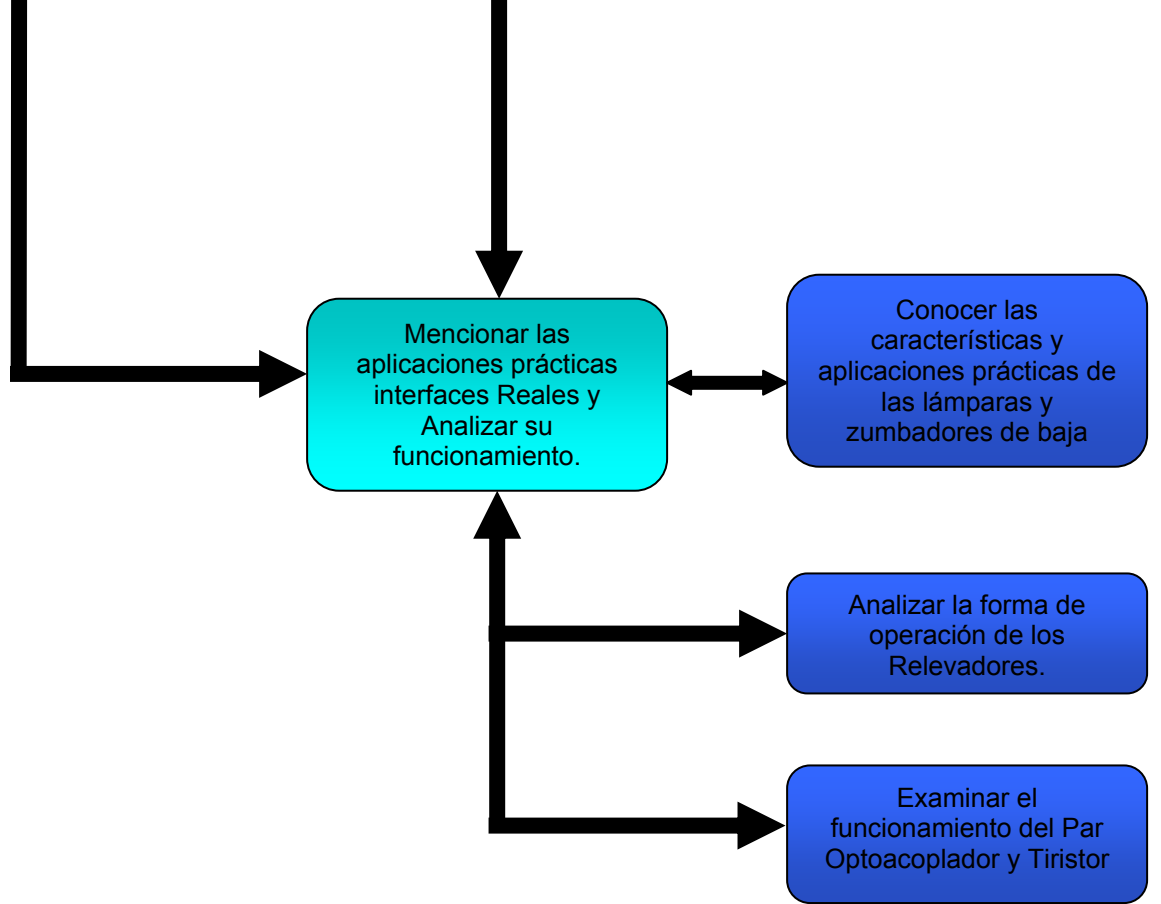 Mencionar las
aplicaciones prácticas
interfaces Reales y
Analizar su
funcionamiento.
Conocer las
características y
aplicaciones prácticas de
las lámparas y
zumbadores de baja
Analizar la forma de
operación de los
Relevadores.
Examinar el
funcionamiento del Par
Optoacoplador y Tiristor